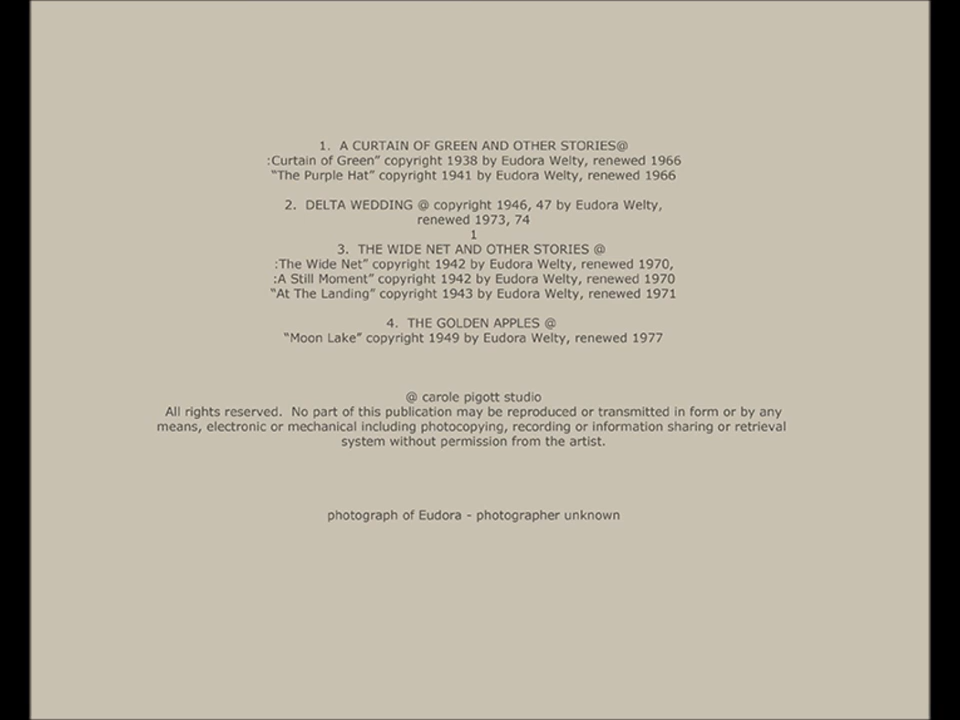 1.  A CURTAIN OF GREEN AND OTHER STORIES@
:Curtain of Green” copyright 1938 by Eudora Welty, renewed 1966
“The Purple Hat” copyright 1941 by Eudora Welty, renewed 1966
2.  DELTA WEDDING @ copyright 1946, 47 by Eudora Welty,
renewed 1973, 74
1
3.  THE WIDE NET AND OTHER STORIES @
:The Wide Net” copyright 1942 by Eudora Welty, renewed 1970,
:A Still Moment” copyright 1942 by Eudora Welty, renewed 1970
“At The Landing” copyright 1943 by Eudora Welty, renewed 1971
4.  THE GOLDEN APPLES @
“Moon Lake” copyright 1949 by Eudora Welty, renewed 1977
@ carole pigott studio
All rights reserved.  No part of this publication may be reproduced or transmitted in form or by any
means, electronic or mechanical including photocopying, recording or information sharing or retrieval
system without permission from the artist.
photograph of Eudora - photographer unknown